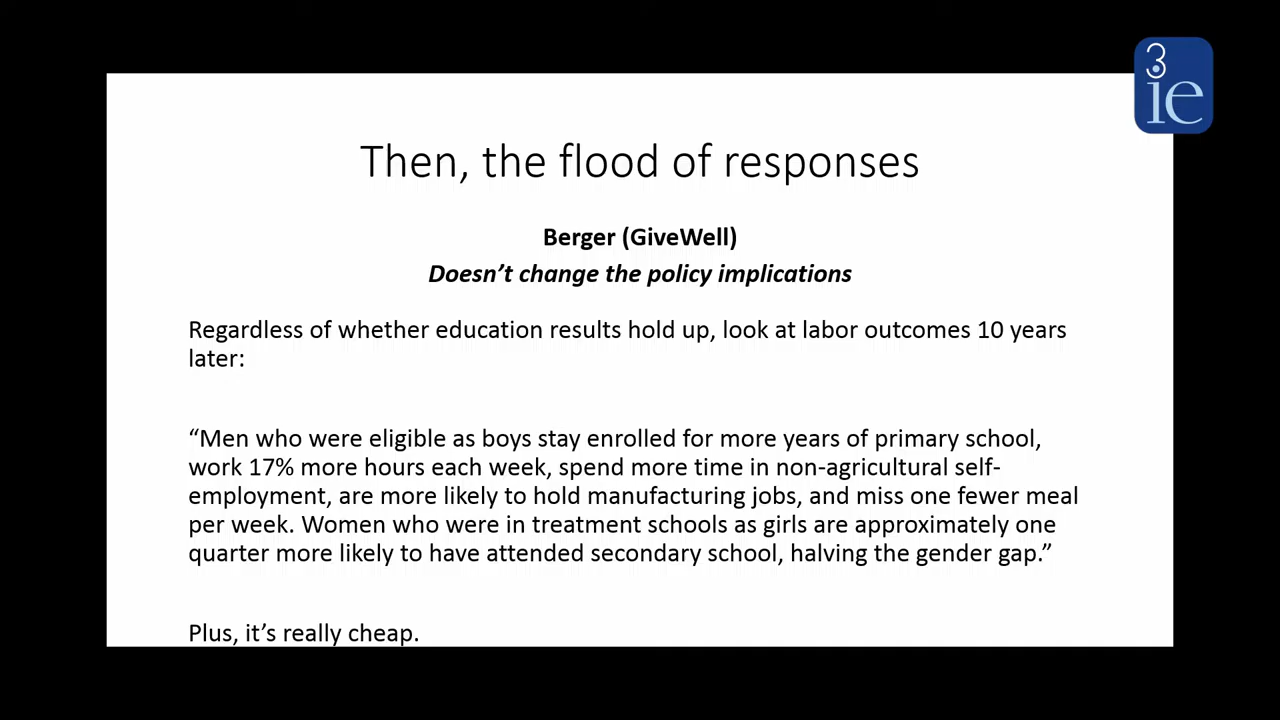 3
ie
Then, the flood of responses
Berger (GiveWell)
Doesn’t change the policy implications
Regardless of whether education results hold up, look at labor outcomes 10 years
later:
“Men who were eligible as boys stay enrolled for more years of primary school,
work 17% more hours each week, spend more time in non-agricultural self-
employment, are more likely to hold manufacturing jobs, and miss one fewer meal
per week. Women who were in treatment schools as girls are approximately one
quarter more likely to have attended secondary school, halving the gender gap.”
Plus, it’s really cheap.